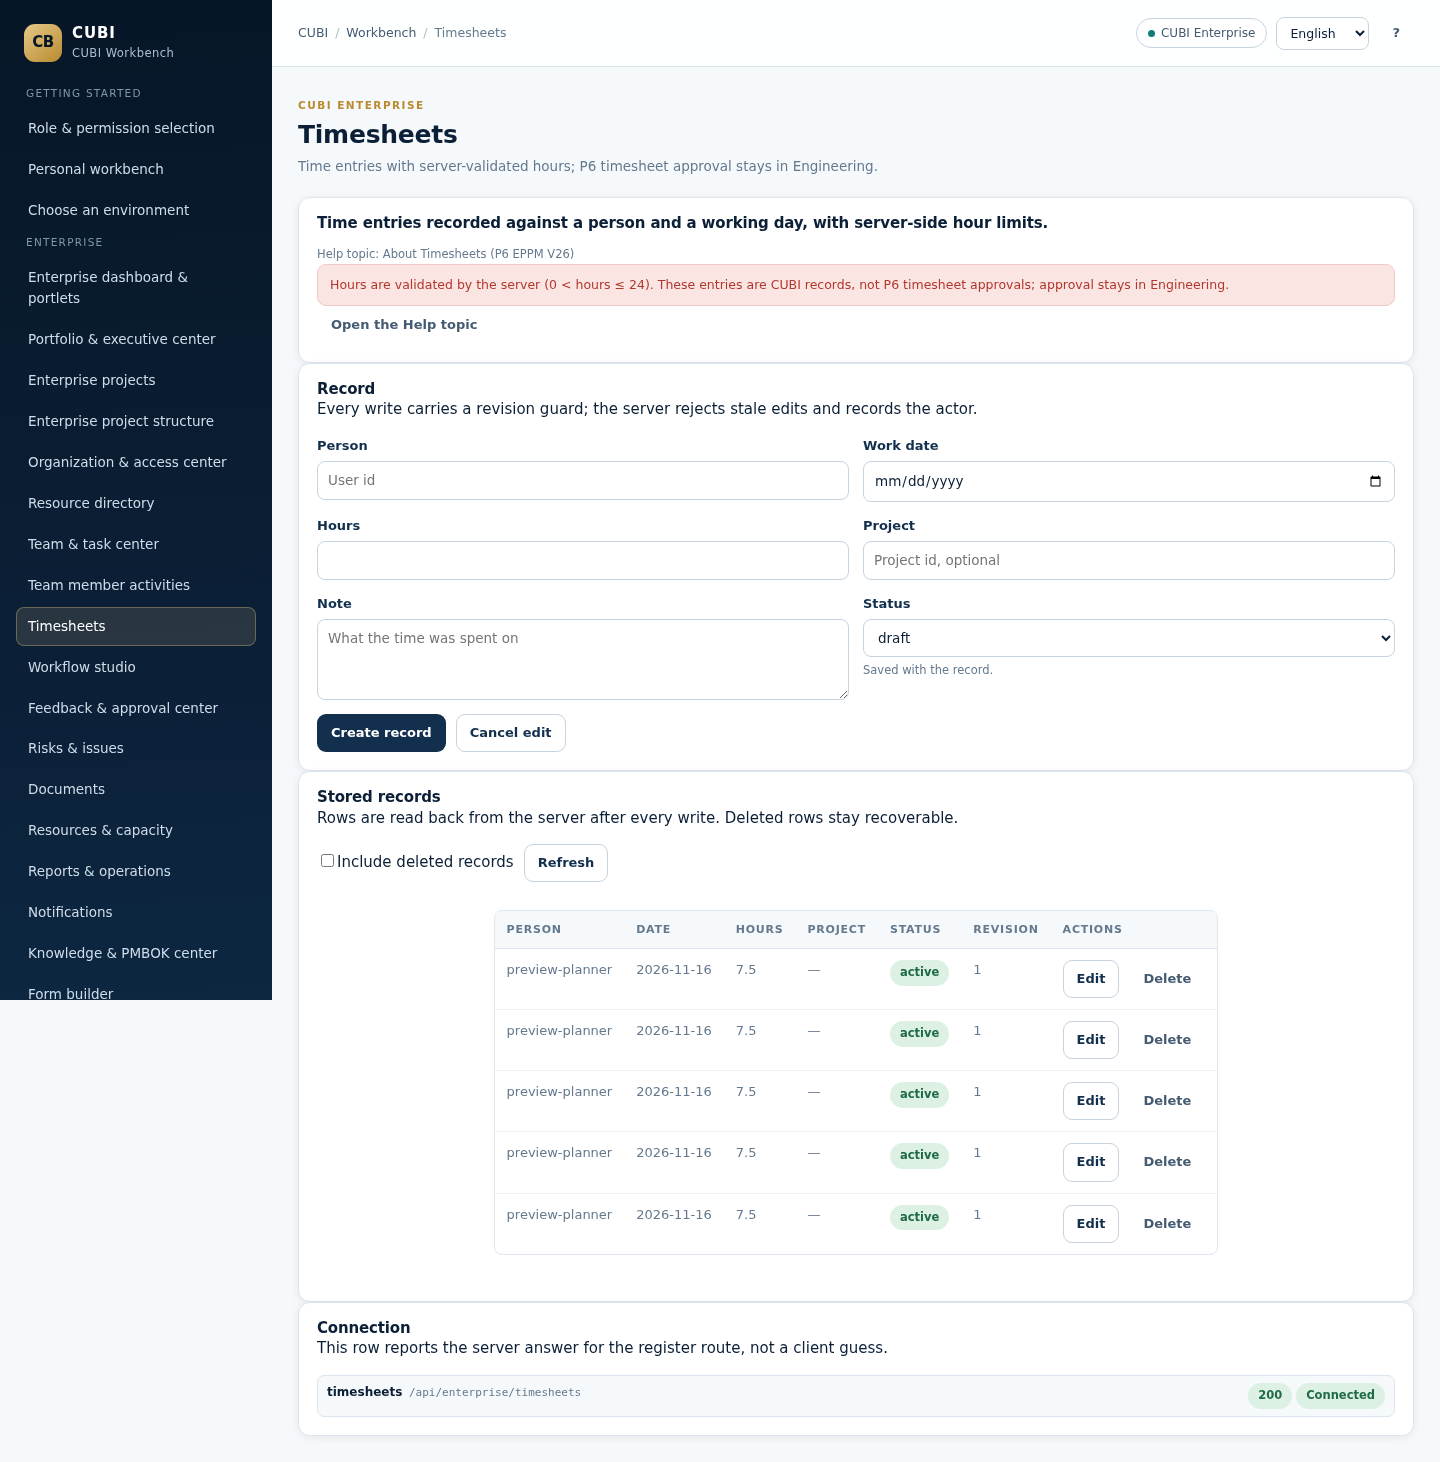 CB
CUBI
CUBI Workbench
GETTING STARTED
Role & permission selection
Personal workbench
Choose an environment
ENTERPRISE
Enterprise dashboard &
portlets
Portfolio & executive center
Enterprise projects
Enterprise project structure
Organization & access center
Resource directory
Team & task center
Team member activities
Timesheets
Workflow studio
Feedback & approval center
Risks & issues
Documents
Resources & capacity
Reports & operations
Notifications
Knowledge & PMBOK center
Form builder
CUBI / Workbench / Timesheets
CUBI Enterprise
English
?
CUBI ENTERPRISE
Timesheets
Time entries with server-validated hours; P6 timesheet approval stays in Engineering.
Time entries recorded against a person and a working day, with server-side hour limits.
Help topic: About Timesheets (P6 EPPM V26)
Hours are validated by the server (0 < hours ≤ 24). These entries are CUBI records, not P6 timesheet approvals; approval stays in Engineering.
Open the Help topic
Record
Every write carries a revision guard; the server rejects stale edits and records the actor.
Person
User id
Work date
mm/dd/yyyy
Hours
Project
Project id, optional
Note
What the time was spent on
Status
draft
Saved with the record.
Create record
Cancel edit
Stored records
Rows are read back from the server after every write. Deleted rows stay recoverable.
Include deleted records
Refresh
PERSON DATE HOURS PROJECT STATUS REVISION ACTIONS
preview-planner 2026-11-16 7.5 — active 1 Edit Delete
preview-planner 2026-11-16 7.5 — active 1 Edit Delete
preview-planner 2026-11-16 7.5 — active 1 Edit Delete
preview-planner 2026-11-16 7.5 — active 1 Edit Delete
preview-planner 2026-11-16 7.5 — active 1 Edit Delete
Connection
This row reports the server answer for the register route, not a client guess.
timesheets /api/enterprise/timesheets 200 Connected